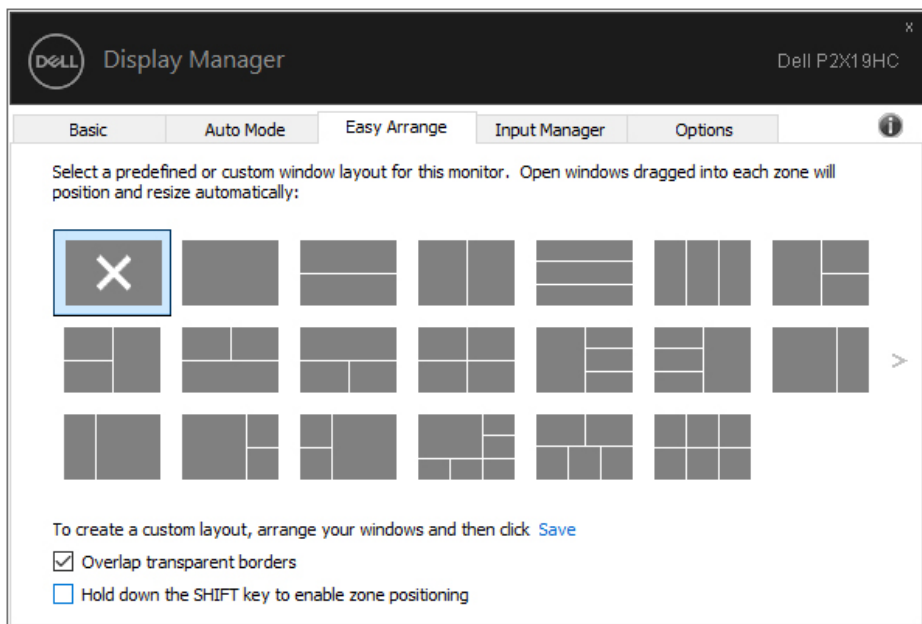 x
DELL
Display Manager
Dell P2X19HC
Basic
Auto Mode
Easy Arrange
Input Manager
Options
i
Select a predefined or custom window layout for this monitor. Open windows dragged into each zone will
position and resize automatically:
>
To create a custom layout, arrange your windows and then click Save
Overlap transparent borders
Hold down the SHIFT key to enable zone positioning